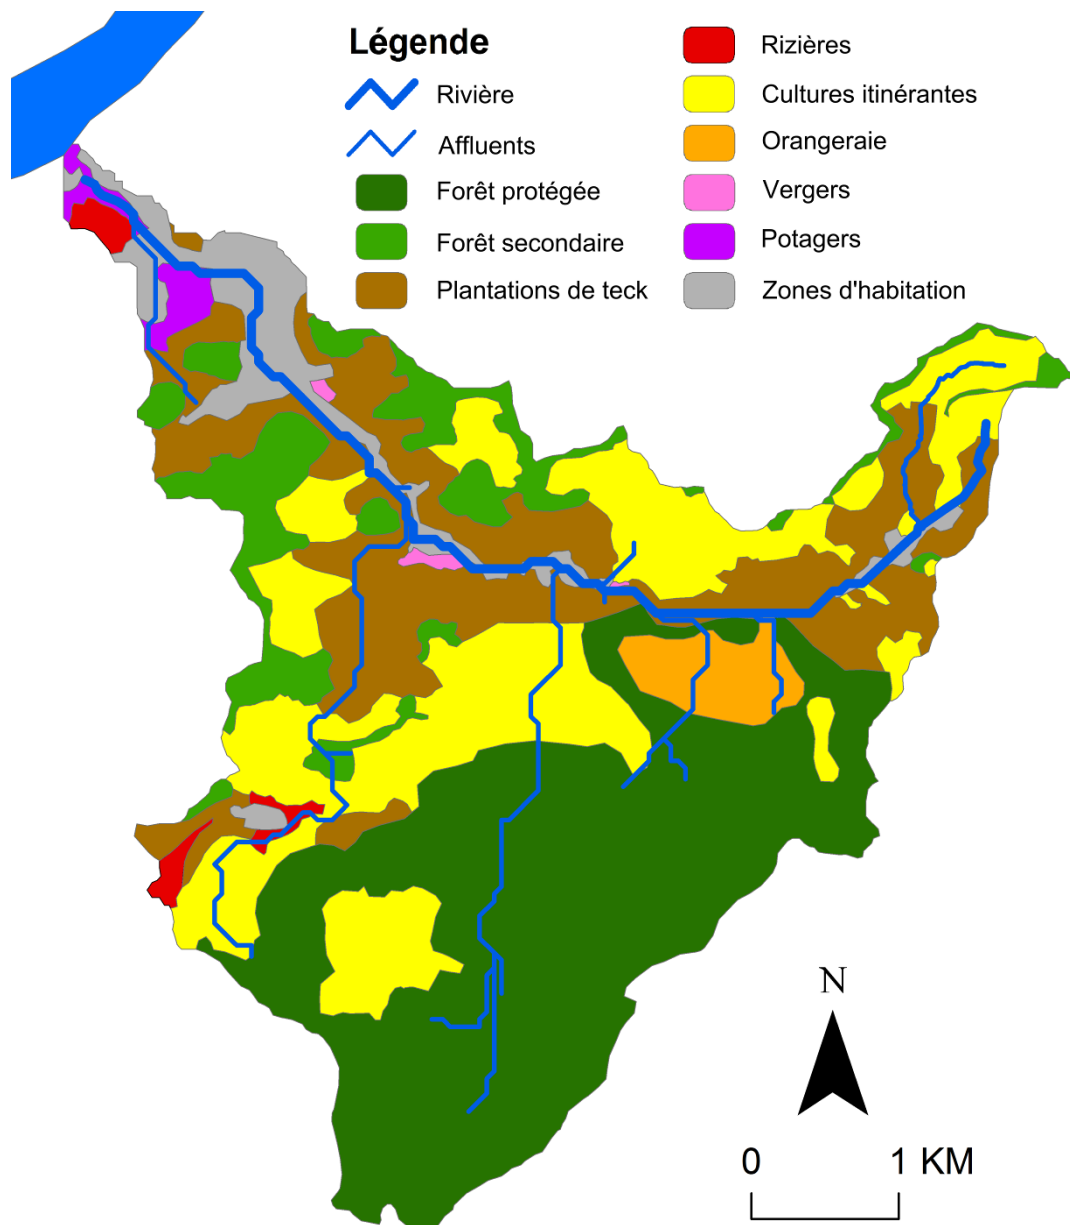 Légende
Rivière
Affluents
Forêt protégée
Forêt secondaire
Plantations de teck
Rizières
Cultures itinérantes
Orangeraie
Vergers
Potagers
Zones d'habitation
N
0 1 KM